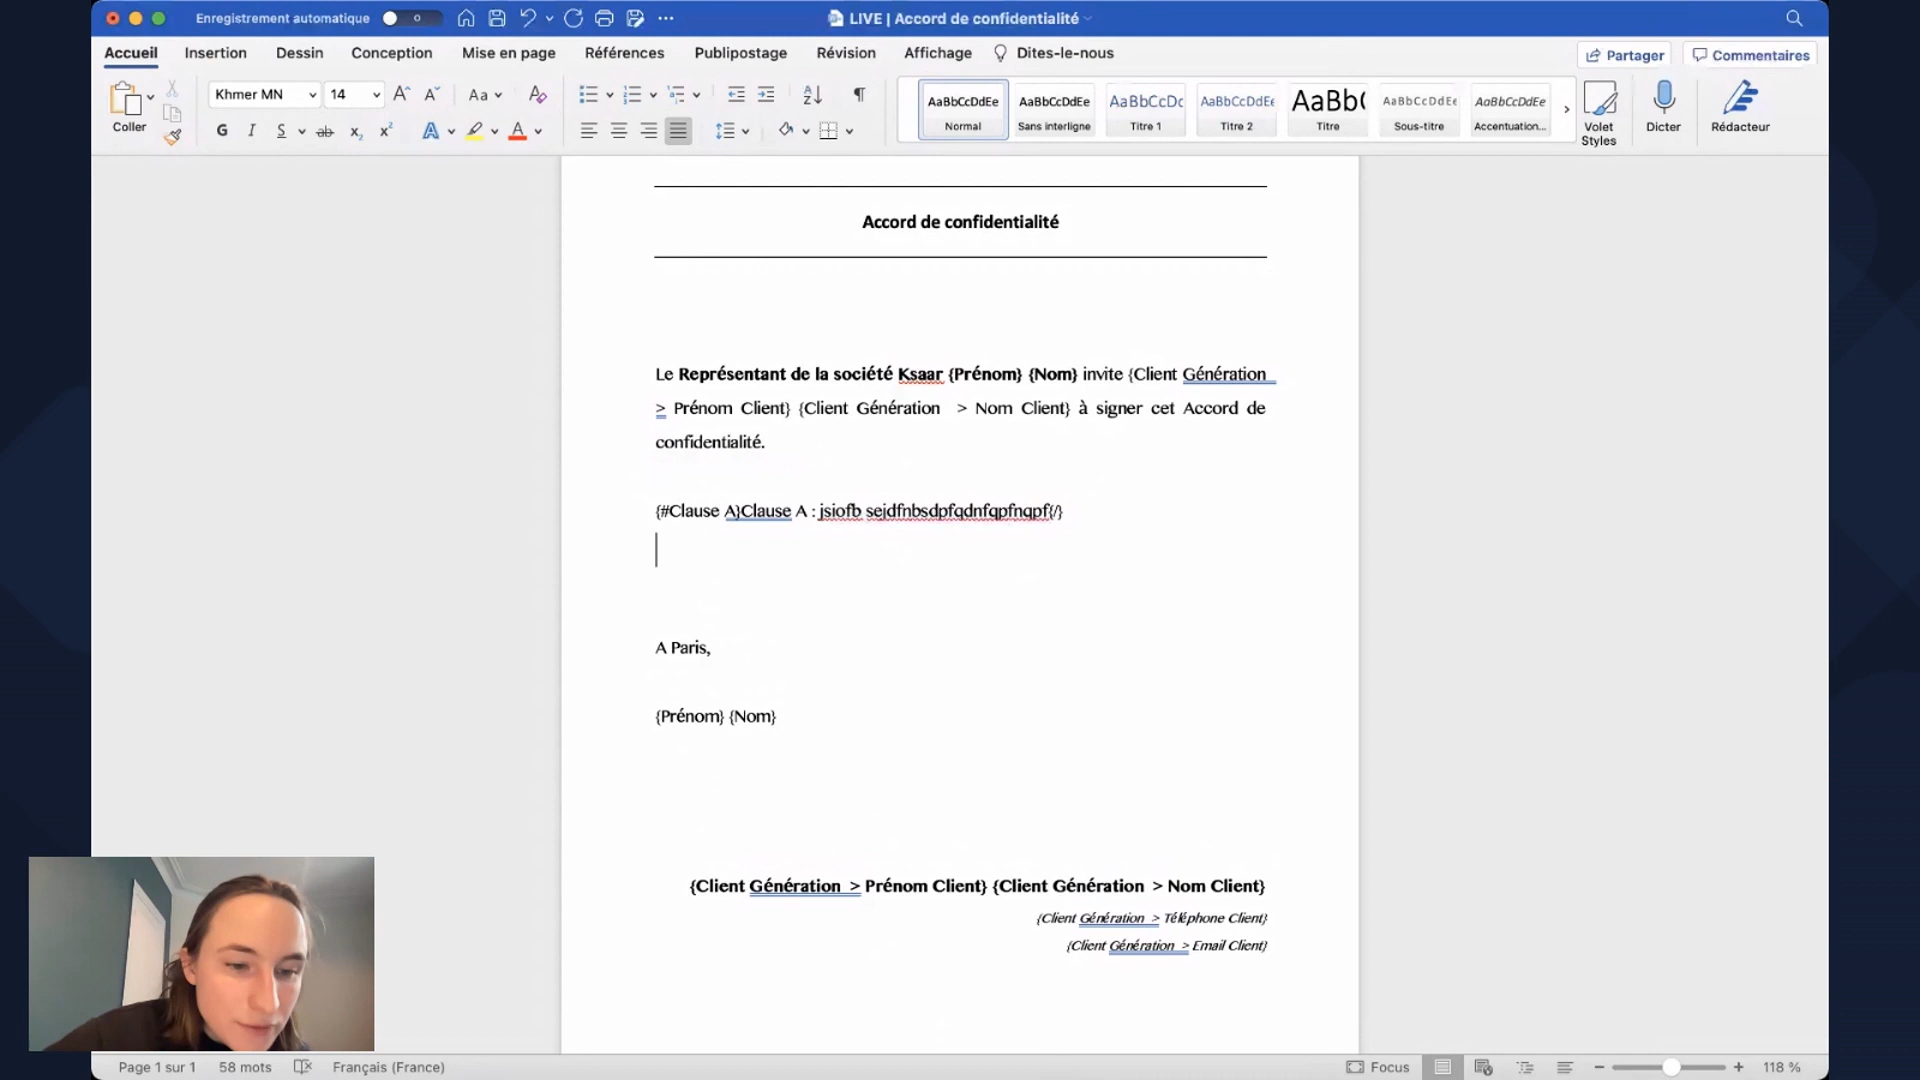 Enregistrement automatique
LIVE | Accord de confidentialité
Accueil Insertion Dessin Conception Mise en page Références Publipostage Révision Affichage Dites-le-nous Partager Commentaires
Coller
Khmer MN 14 Aa
G I S ab x₂ x² A A
AaBbCcDdEe AaBbCcDdEe AaBbCcDc AaBbCcDdEe AaBb( AaBbCcDdEe AaBbCcDdEe
Normal Sans interligne Titre 1 Titre 2 Titre Sous-titre Accentuation...
Volet Styles Dicter Rédacteur
Accord de confidentialité
Le Représentant de la société Ksaar {Prénom} {Nom} invite {Client Génération
> Prénom Client} {Client Génération > Nom Client} à signer cet Accord de
confidentialité.
{#Clause A}Clause A : jsiofb sejdfnbsdpfqdnfqpfnqpf{/}
A Paris,
{Prénom} {Nom}
{Client Génération > Prénom Client} {Client Génération > Nom Client}
{Client Génération > Téléphone Client}
{Client Génération > Email Client}
Page 1 sur 1 58 mots Français (France) Focus 118 %